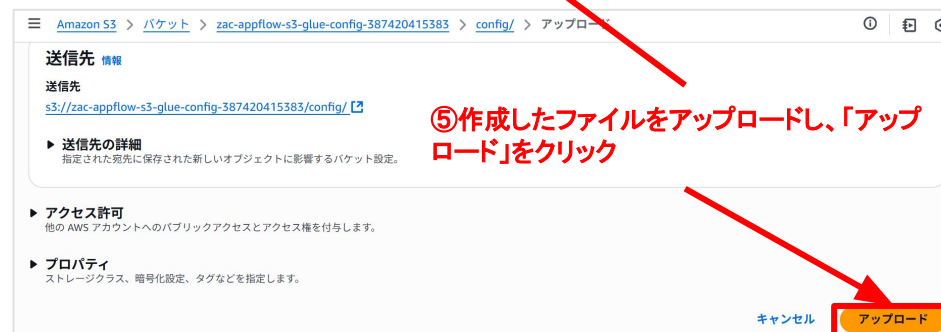 Amazon S3 > バケット > zac-appflow-s3-glue-config-387420415383 > config/ > アップロード
送信先 情報
送信先
s3://zac-appflow-s3-glue-config-387420415383/config/
⑤作成したファイルをアップロードし、「アップ
ロード」をクリック
▶ 送信先の詳細
指定された宛先に保存された新しいオブジェクトに影響するバケット設定。
▶ アクセス許可
他の AWS アカウントへのパブリックアクセスとアクセス権を付与します。
▶ プロパティ
ストレージクラス、暗号化設定、タグなどを指定します。
キャンセル アップロード